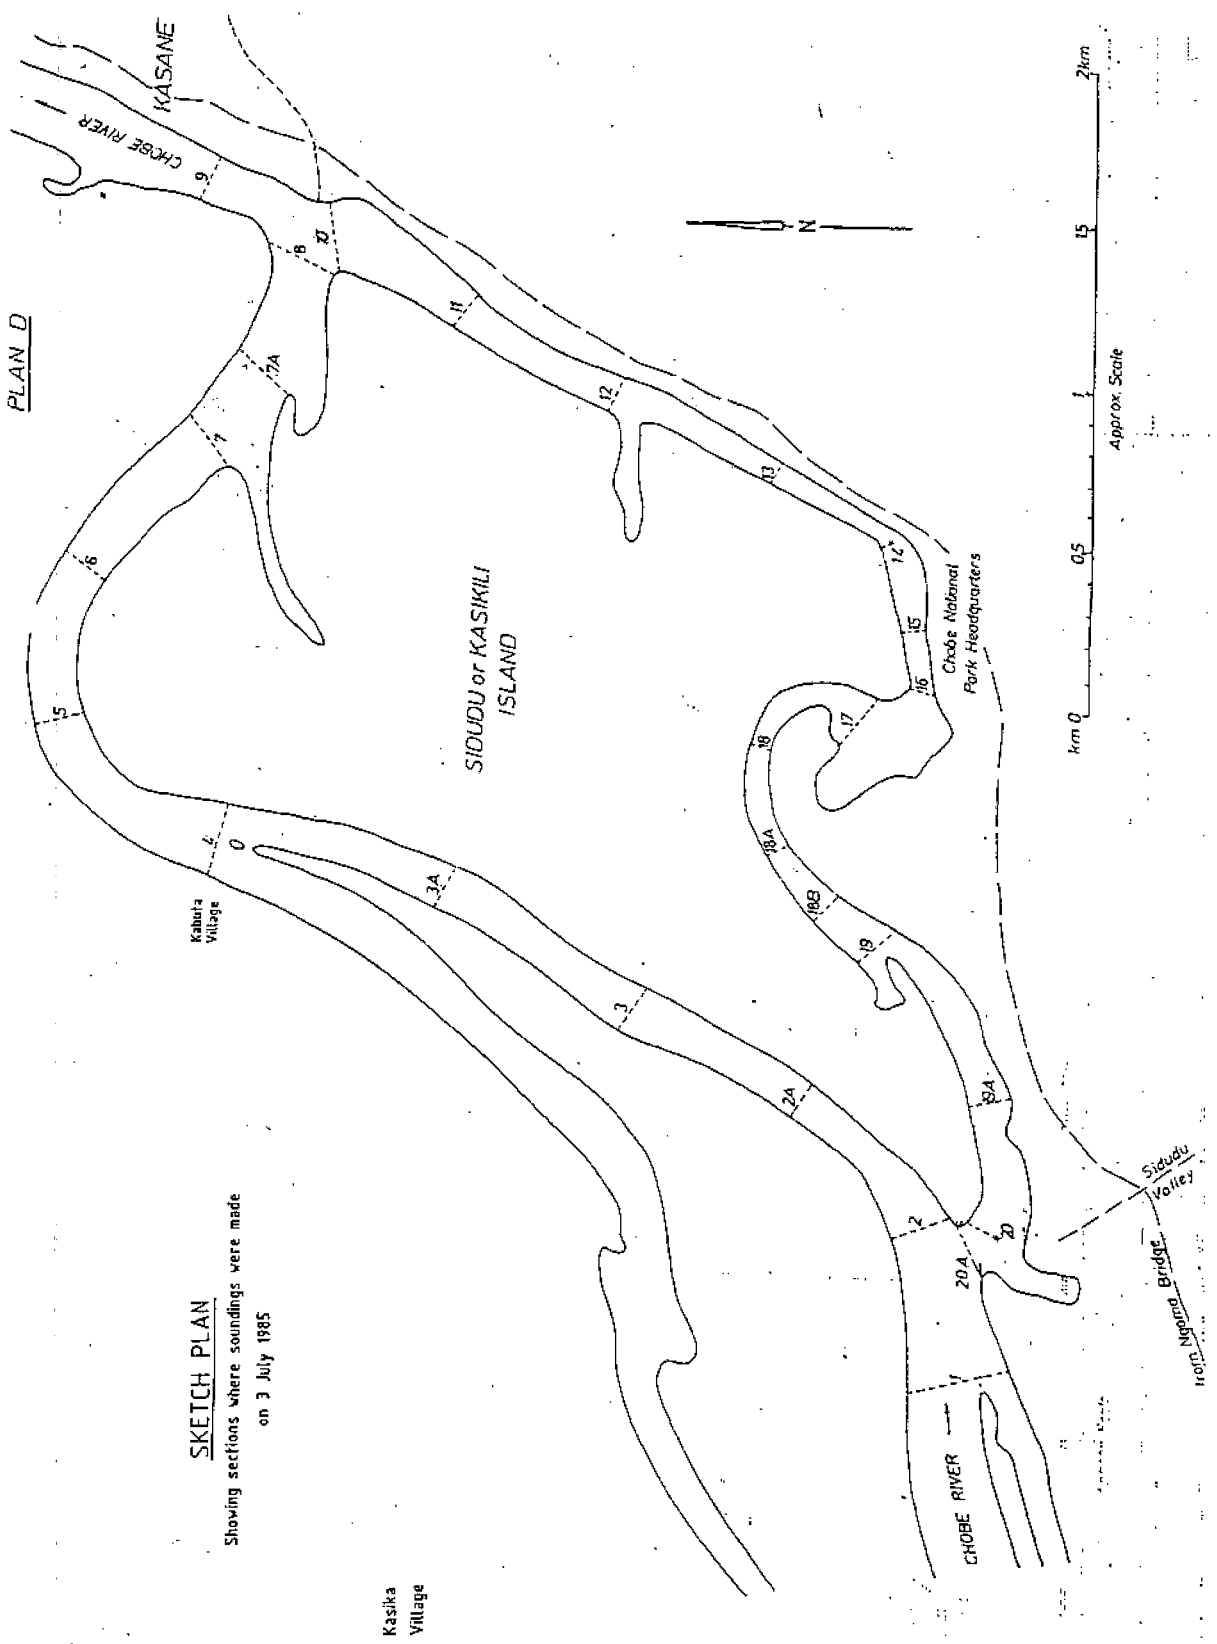 PLAN D
SKETCH PLAN
Showing sections where soundings were made
on 3 July 1985
Kasika
Village
Kabuta
Village
KASANE
CHOBE RIVER
SIDUDU or KASIKILI
ISLAND
N
CHOBE RIVER
Chobe National
Park Headquarters
Sidudu
Valley
from Ngoma Bridge
km 0
0,5
1
1,5
2km
Approx. Scale
1
2
2A
3
3A
4
5
6
7
7A
8
9
10
11
12
13
14
15
16
17
18
18A
18B
19
19A
20
20A